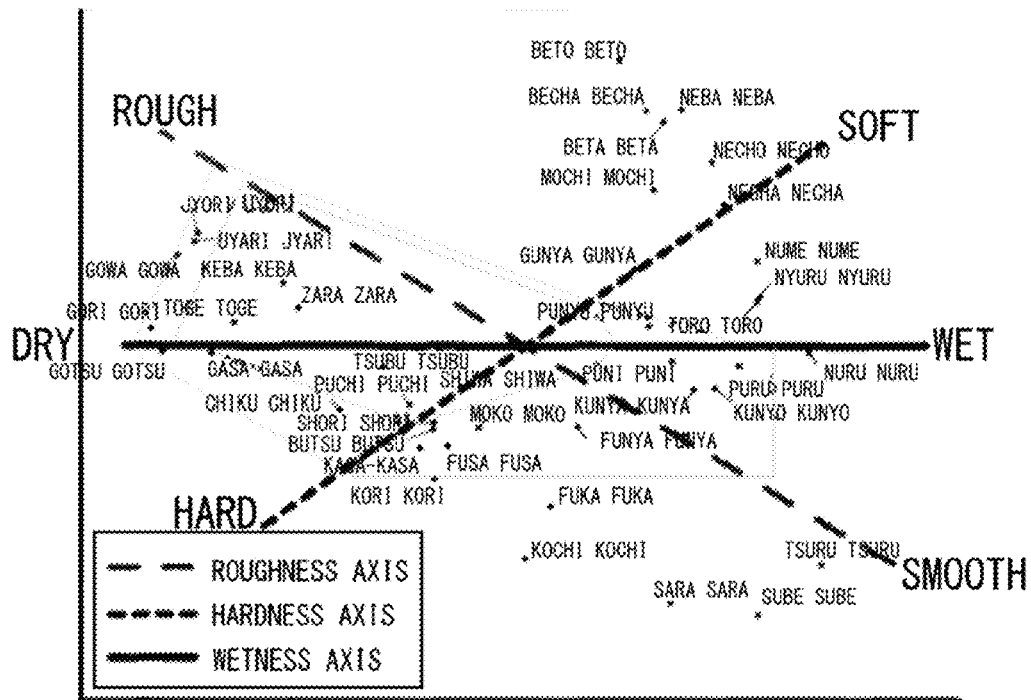 BETO BETO
BECHA BECHA
NEBA NEBA
ROUGH
SOFT
BETA BETA
NECHO NECHO
MOCHI MOCHI
NECHA NECHA
JYORI
UYARI JYARI
GUNYA GUNYA
NUME NUME
GOWA GOWA
KEBA KEBA
NYURU NYURU
ZARA ZARA
GORI GORI
TOGE TOGE
PUNYU PUNYU
TORO TORO
DRY
WET
GOTSU GOTSU
GASA-GASA
TSUBU TSUBU
SHIWA SHIWA
PUNI PUNI
NURU NURU
PUCHI PUCHI
PURU PURU
CHIKU CHIKU
KUNYA KUNYA
KUNYO KUNYO
SHORI SHORI
MOKO MOKO
BUTSU BUTSU
FUNYA FUNYA
KASA-KASA
FUSA FUSA
KORI KORI
FUKA FUKA
HARD
KOCHI KOCHI
TSURU TSURU
SMOOTH
SARA SARA
SUBE SUBE
ROUGHNESS AXIS
HARDNESS AXIS
WETNESS AXIS